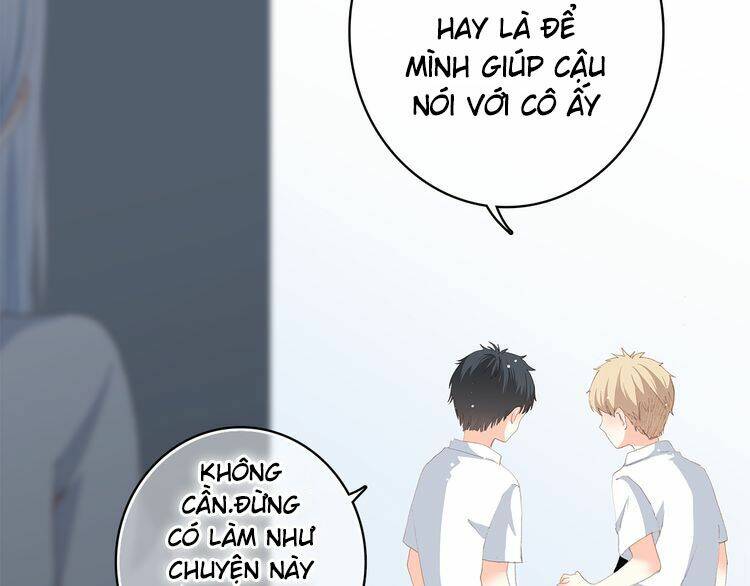 HAY LÀ ĐỂ
MÌNH GIÚP CẬU
NÓI VỚI CÔ ẤY
KHÔNG
CẦN.ĐỪNG
CÓ LÀM NHƯ
CHUYỆN NÀY